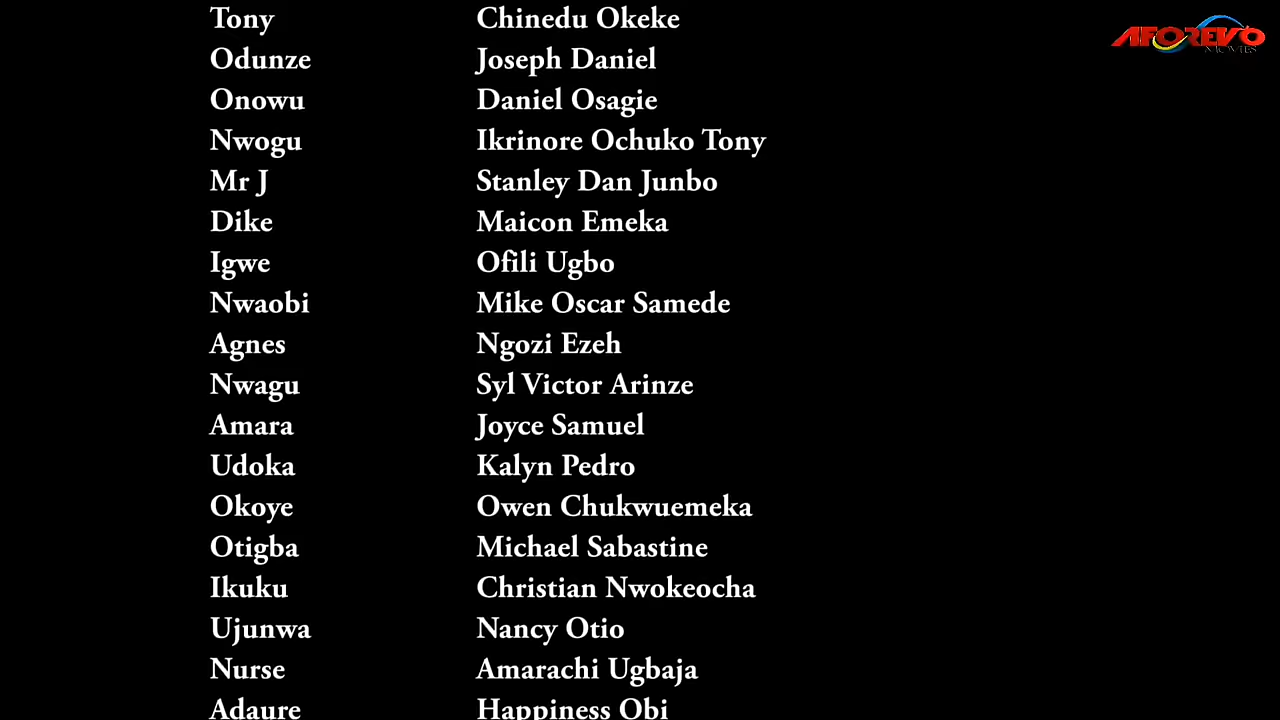 Tony Chinedu Okeke
Odunze Joseph Daniel
Onowu Daniel Osagie
Nwogu Ikrinore Ochuko Tony
Mr J Stanley Dan Junbo
Dike Maicon Emeka
Igwe Ofili Ugbo
Nwaobi Mike Oscar Samede
Agnes Ngozi Ezeh
Nwagu Syl Victor Arinze
Amara Joyce Samuel
Udoka Kalyn Pedro
Okoye Owen Chukwuemeka
Otigba Michael Sabastine
Ikuku Christian Nwokeocha
Ujunwa Nancy Otio
Nurse Amarachi Ugbaja
Adaure Happiness Obi
AFOREVO
MOVIES